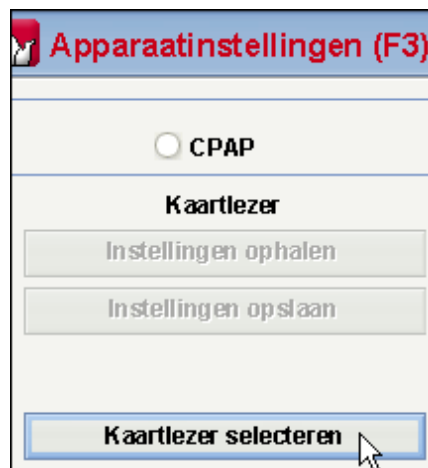 Apparaatinstellingen (F3)
CPAP
Kaartlezer
Instellingen ophalen
Instellingen opslaan
Kaartlezer selecteren